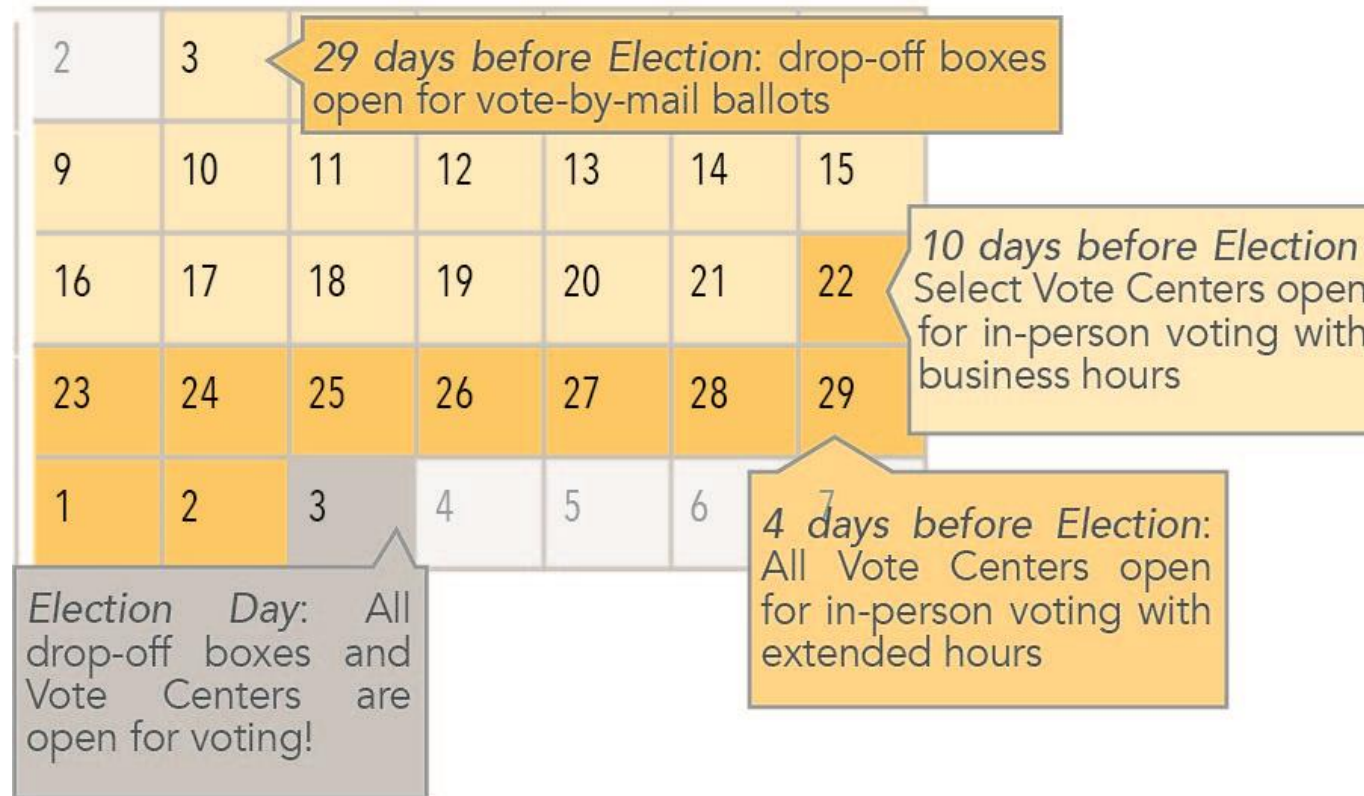 2 3
29 days before Election: drop-off boxes
open for vote-by-mail ballots
9 10 11 12 13 14 15
16 17 18 19 20 21 22
10 days before Election
Select Vote Centers open
for in-person voting with
business hours
23 24 25 26 27 28 29
1 2 3 4 5 6 7
4 days before Election:
All Vote Centers open
for in-person voting with
extended hours
Election Day: All
drop-off boxes and
Vote Centers are
open for voting!